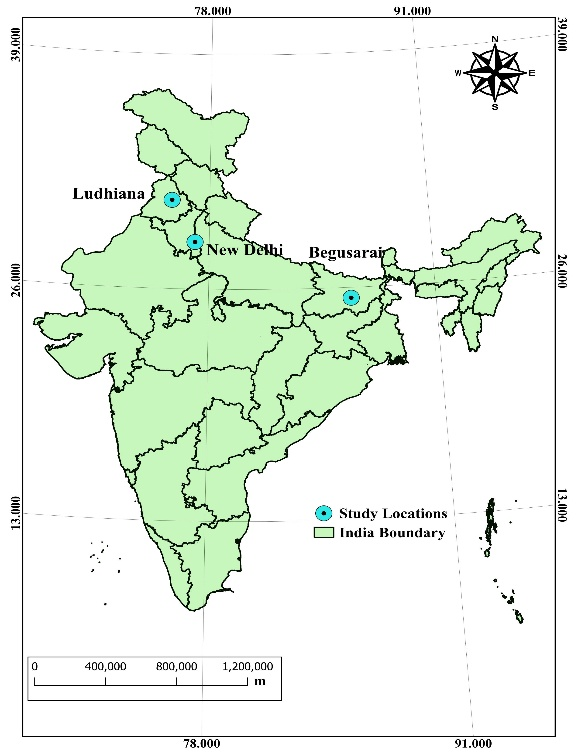 78.000 91.000
39.000 39.000
N
W E
S
Ludhiana
New Delhi Begusarai
26.000 26.000
13.000 13.000
Study Locations
India Boundary
0 400,000 800,000 1,200,000
m
78.000 91.000